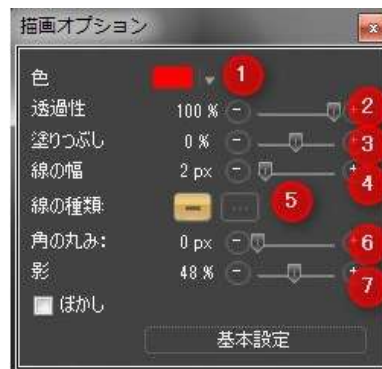 描画オプション x
色 1
透過性 100 % - + 2
塗りつぶし 0 % - + 3
線の幅 2 px - + 4
線の種類 5
角の丸み: 0 px - + 6
影 48 % - + 7
ぼかし
基本設定